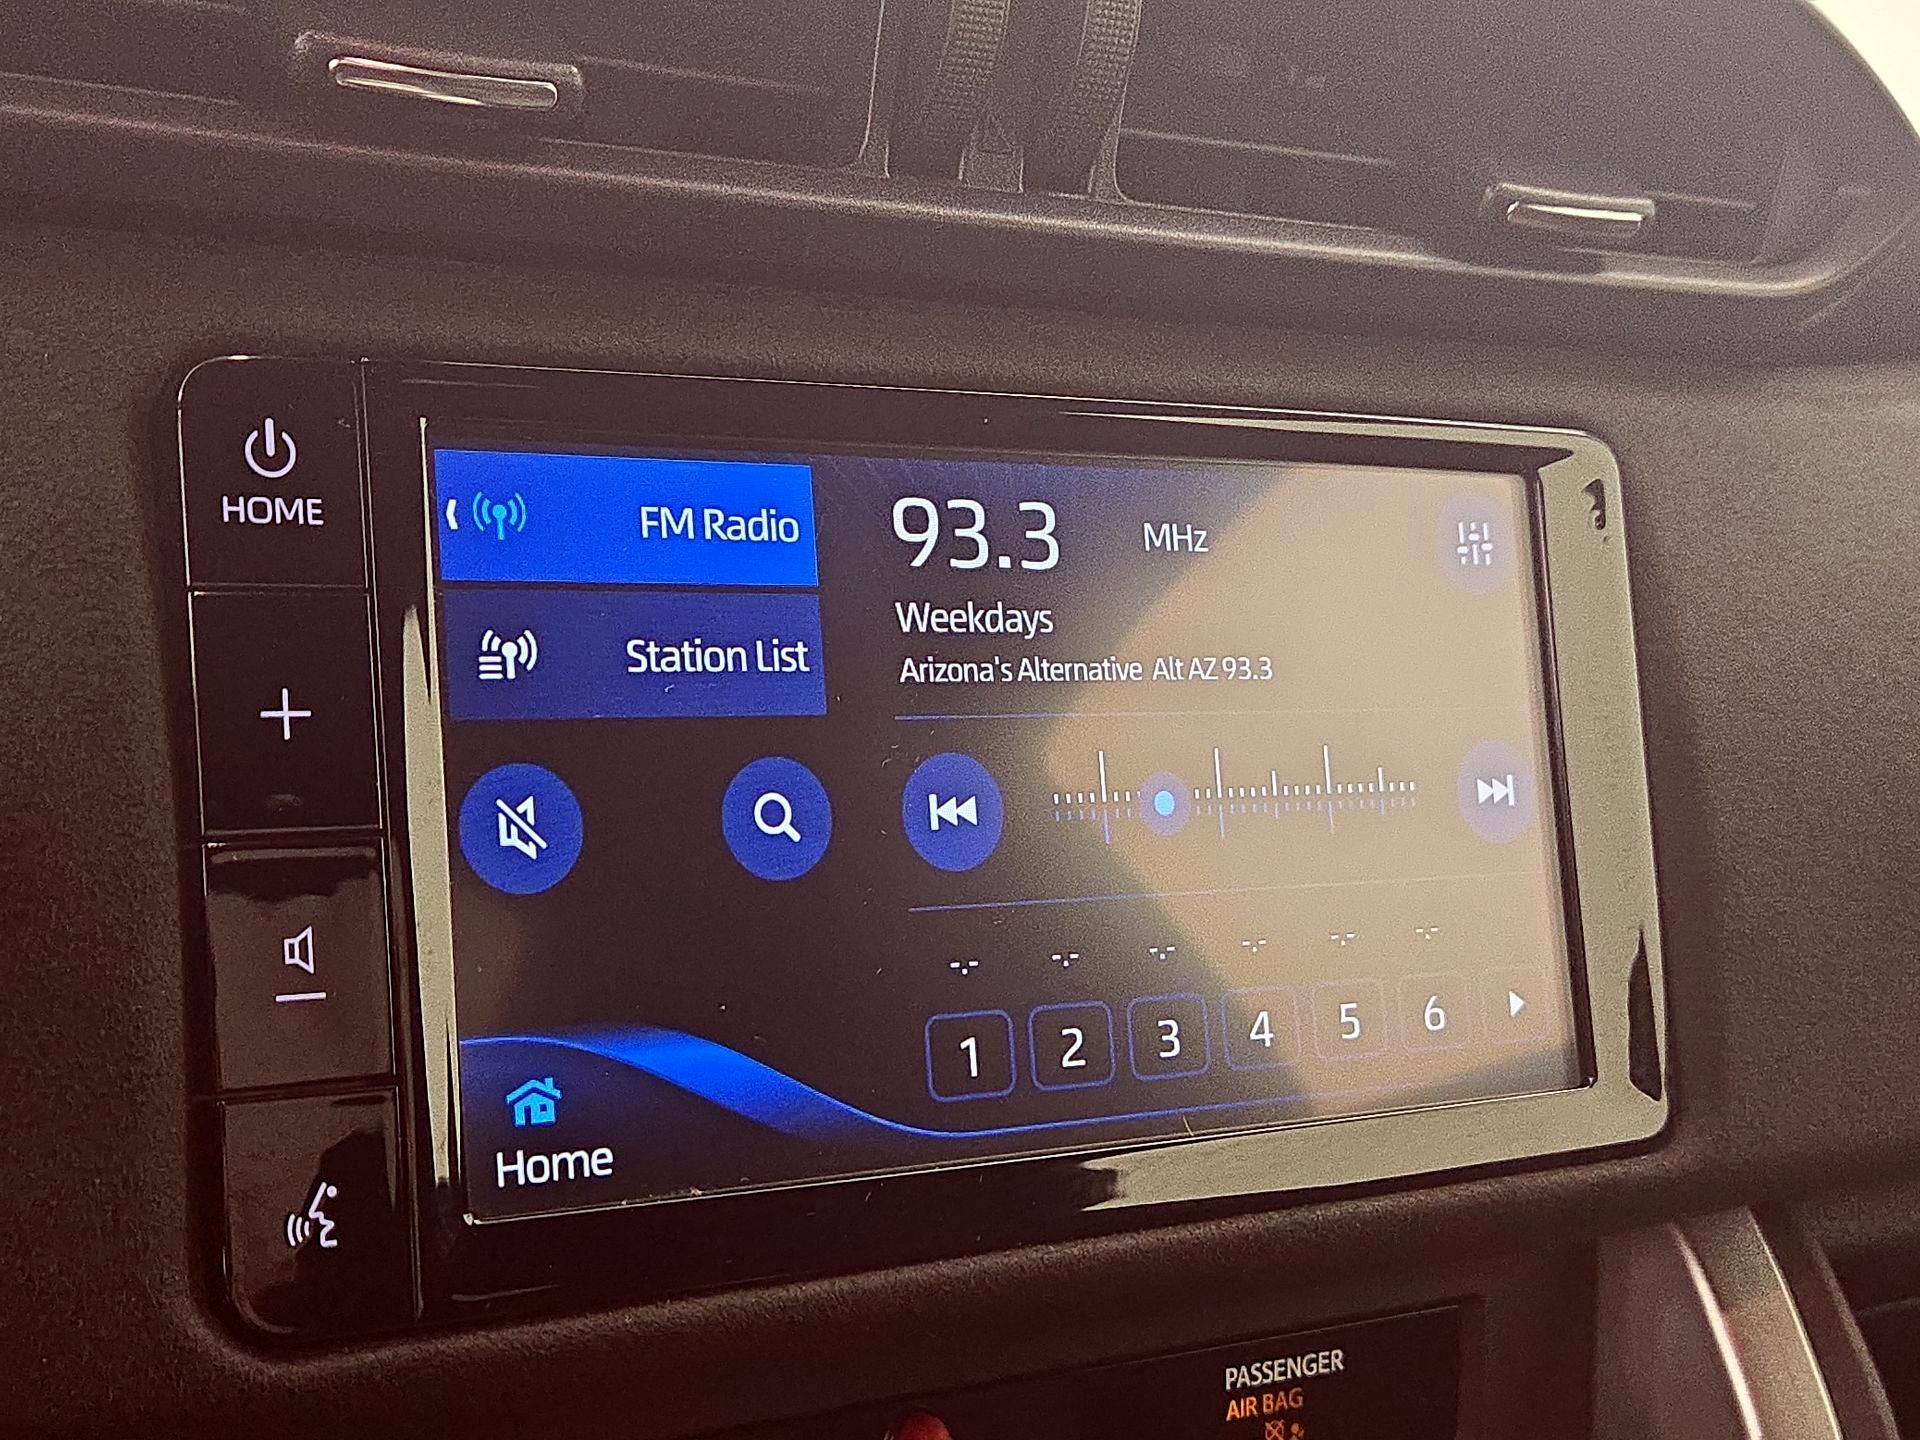 HOME
FM Radio
Station List
93.3 MHz
Weekdays
Arizona's Alternative Alt AZ 93.3
-.- -.- -.- -.- -.- -.-
1 2 3 4 5 6
Home
PASSENGER
AIR BAG